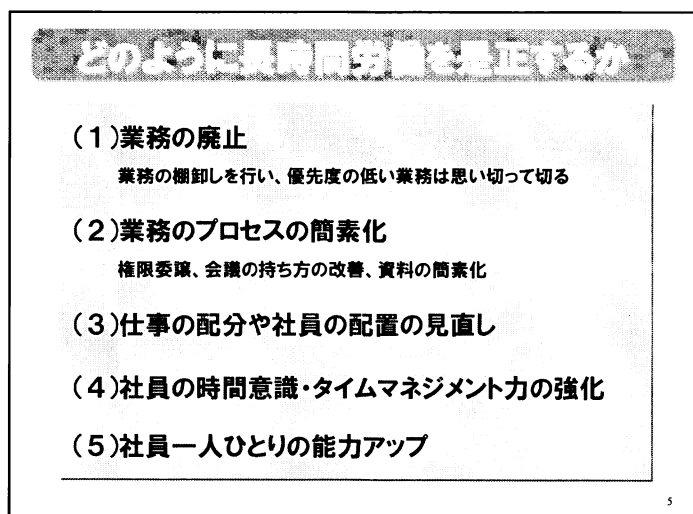 どのように長時間労働を是正するか
(1)業務の廃止
業務の棚卸しを行い、優先度の低い業務は思い切って切る
(2)業務のプロセスの簡素化
権限委譲、会議の持ち方の改善、資料の簡素化
(3)仕事の配分や社員の配置の見直し
(4)社員の時間意識・タイムマネジメント力の強化
(5)社員一人ひとりの能力アップ
5